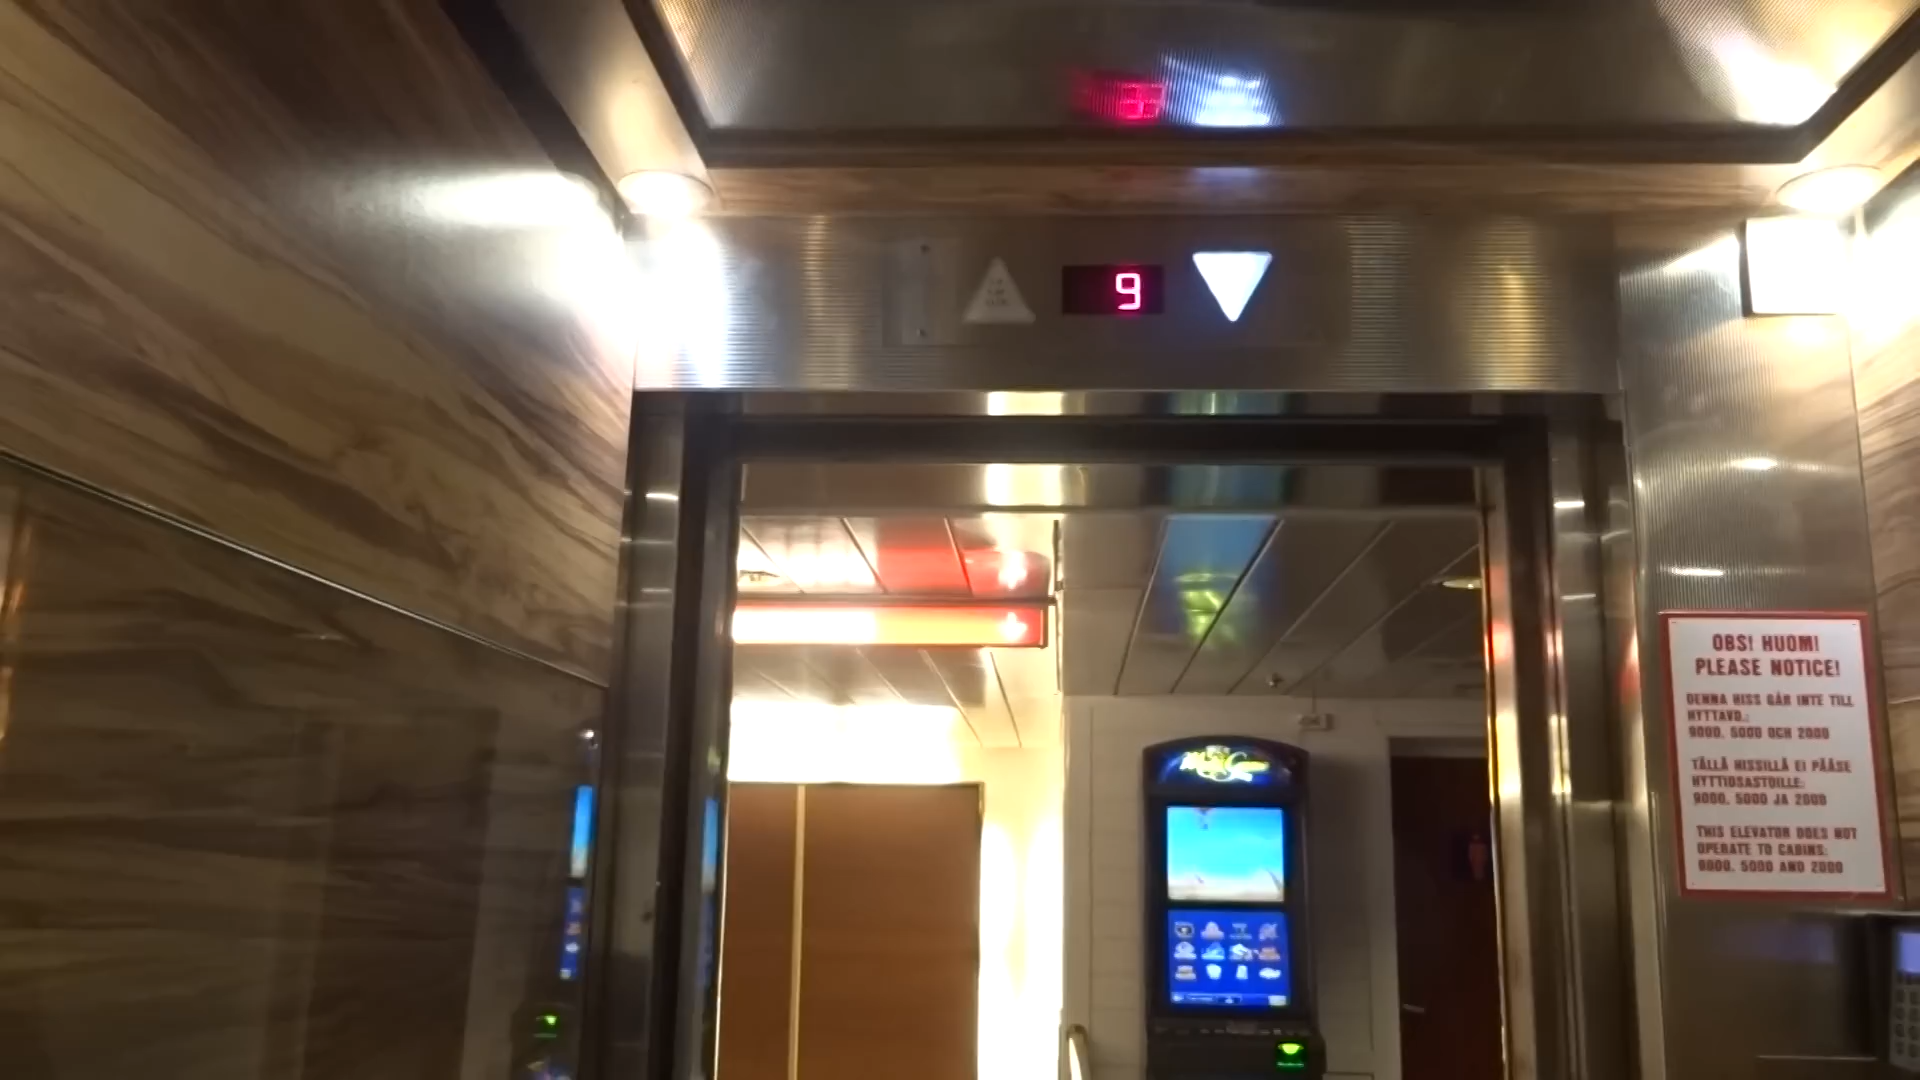 9
OBS! HUOM!
PLEASE NOTICE!
DENNA HISS GÅR INTE TILL
HYTTAVD.:
9000, 5000 OCH 2000
TÄLLÄ HISSILLÄ EI PÄÄSE
HYTTIOSASTOILLE:
9000, 5000 JA 2000
THIS ELEVATOR DOES NOT
OPERATE TO CABINS:
9000, 5000 AND 2000